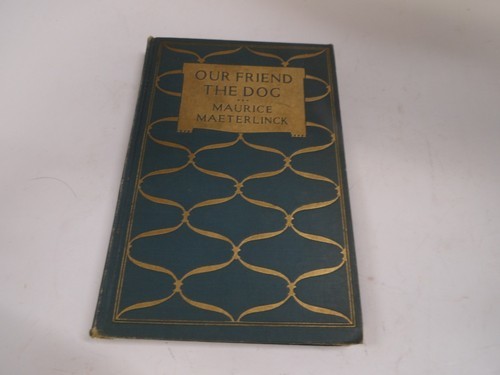 OUR FRIEND
THE DOG
MAURICE
MAETERLINCK